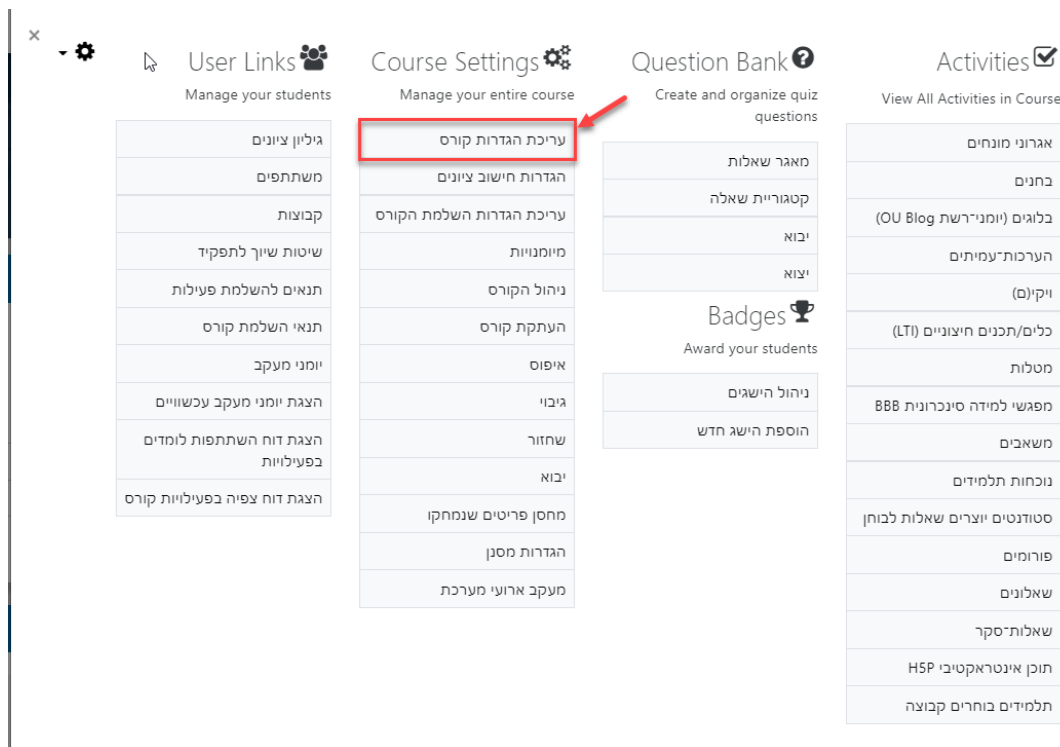 Activities
View All Activities in Course
אגרוני מונחים
בחנים
בלוגים (יומני־רשת OU Blog)
הערכות־עמיתים
ויקי(ם)
כלים/תכנים חיצוניים (LTI)
מטלות
מפגשי למידה סינכרונית BBB
משאבים
נוכחות תלמידים
סטודנטים יוצרים שאלות לבוחן
פורומים
שאלונים
שאלות־סקר
תוכן אינטראקטיבי H5P
תלמידים בוחרים קבוצה
Question Bank
Create and organize quiz
questions
מאגר שאלות
קטגוריית שאלה
יבוא
יצוא
Badges
Award your students
ניהול הישגים
הוספת הישג חדש
Course Settings
Manage your entire course
עריכת הגדרות קורס
הגדרות חישוב ציונים
עריכת הגדרות השלמת הקורס
מיומנויות
ניהול הקורס
העתקת קורס
איפוס
גיבוי
שחזור
יבוא
מחסן פריטים שנמחקו
הגדרות מסנן
מעקב ארועי מערכת
User Links
Manage your students
גיליון ציונים
משתתפים
קבוצות
שיטות שיוך לתפקיד
תנאים להשלמת פעילות
תנאי השלמת קורס
יומני מעקב
הצגת יומני מעקב עכשוויים
הצגת דוח השתתפות לומדים
בפעילויות
הצגת דוח צפיה בפעילויות קורס